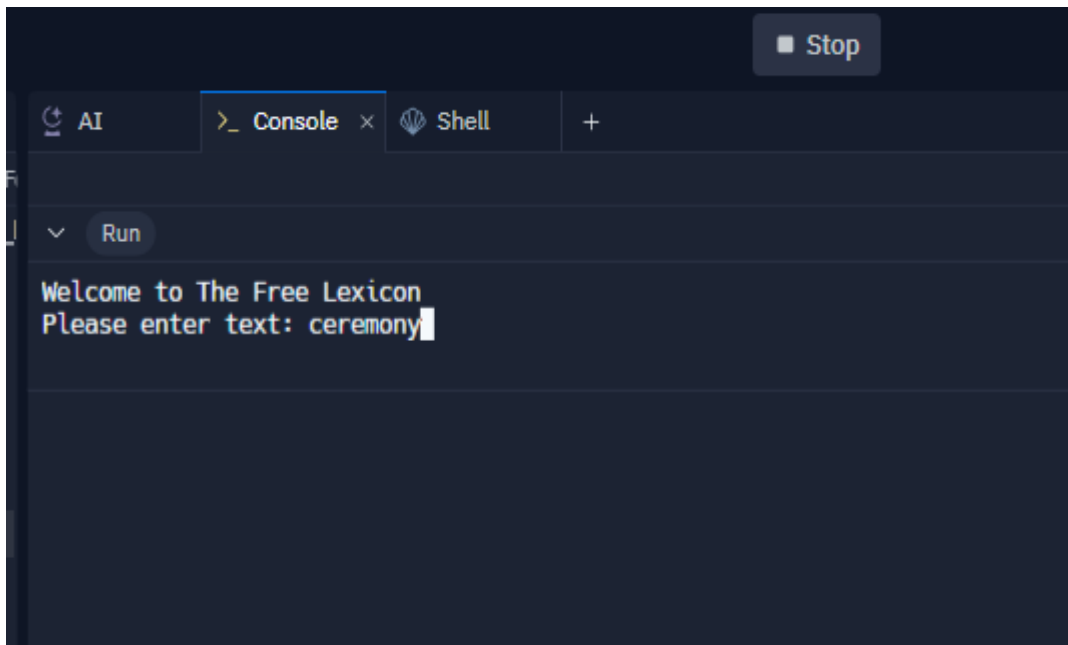 Stop
AI >_ Console × Shell +
Run
Welcome to The Free Lexicon
Please enter text: ceremony